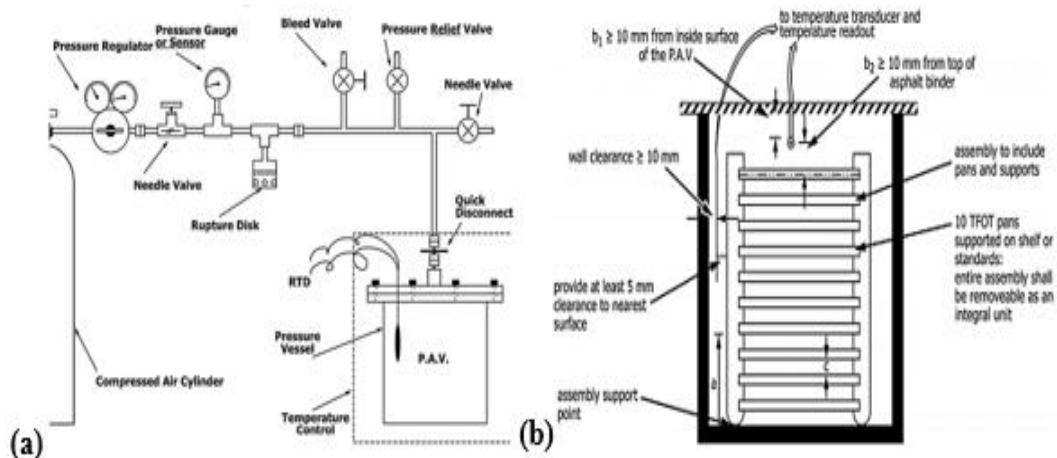 Pressure Regulator
Pressure Gauge
or Sensor
Bleed Valve
Pressure Relief Valve
Needle Valve
Needle Valve
Rupture Disk
Quick
Disconnect
RTD
Pressure
Vessel
P.A.V.
Compressed Air Cylinder
Temperature
Control
(a)
to temperature transducer and
temperature readout
b₁ ≥ 10 mm from inside surface
of the P.A.V
b₂ ≥ 10 mm from top of
asphalt binder
wall clearance ≥ 10 mm
assembly to include
pans and supports
10 TFOT pans
supported on shelf or
standards:
entire assembly shall
be removeable as an
integral unit
provide at least 5 mm
clearance to nearest
surface
assembly support
point
(b)